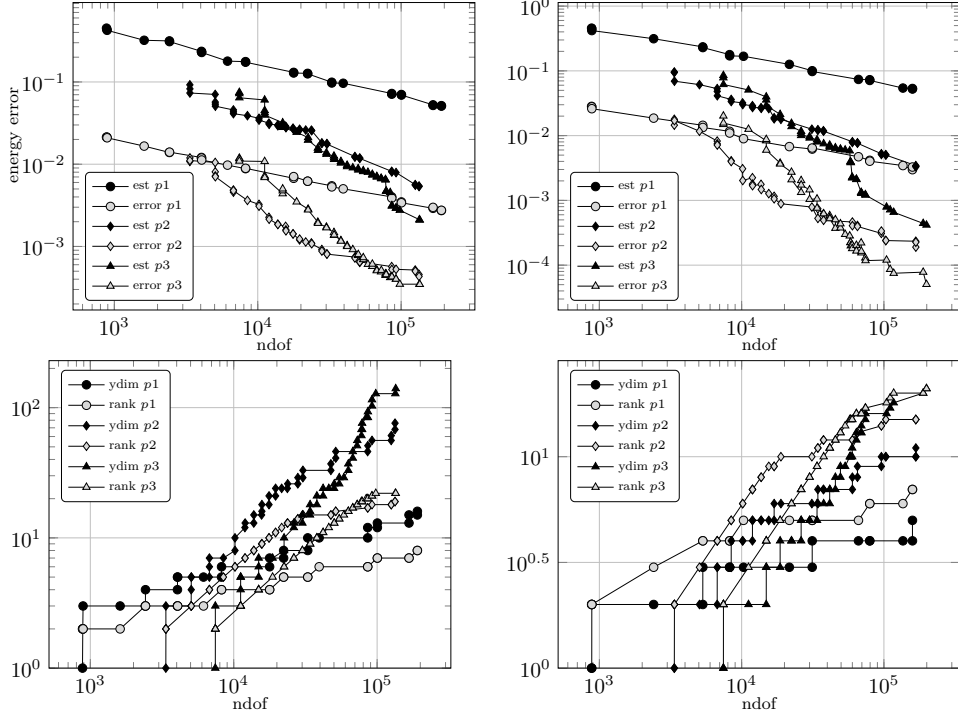 10^{-1}
10^{-2}
10^{-3}
energy error
est p1
error p1
est p2
error p2
est p3
error p3
10^3
10^4
10^5
ndof
10^0
10^{-1}
10^{-2}
10^{-3}
10^{-4}
est p1
error p1
est p2
error p2
est p3
error p3
10^3
10^4
10^5
ndof
10^2
10^1
10^0
ydim p1
rank p1
ydim p2
rank p2
ydim p3
rank p3
10^3
10^4
10^5
ndof
10^1
10^{0.5}
10^0
ydim p1
rank p1
ydim p2
rank p2
ydim p3
rank p3
10^3
10^4
10^5
ndof